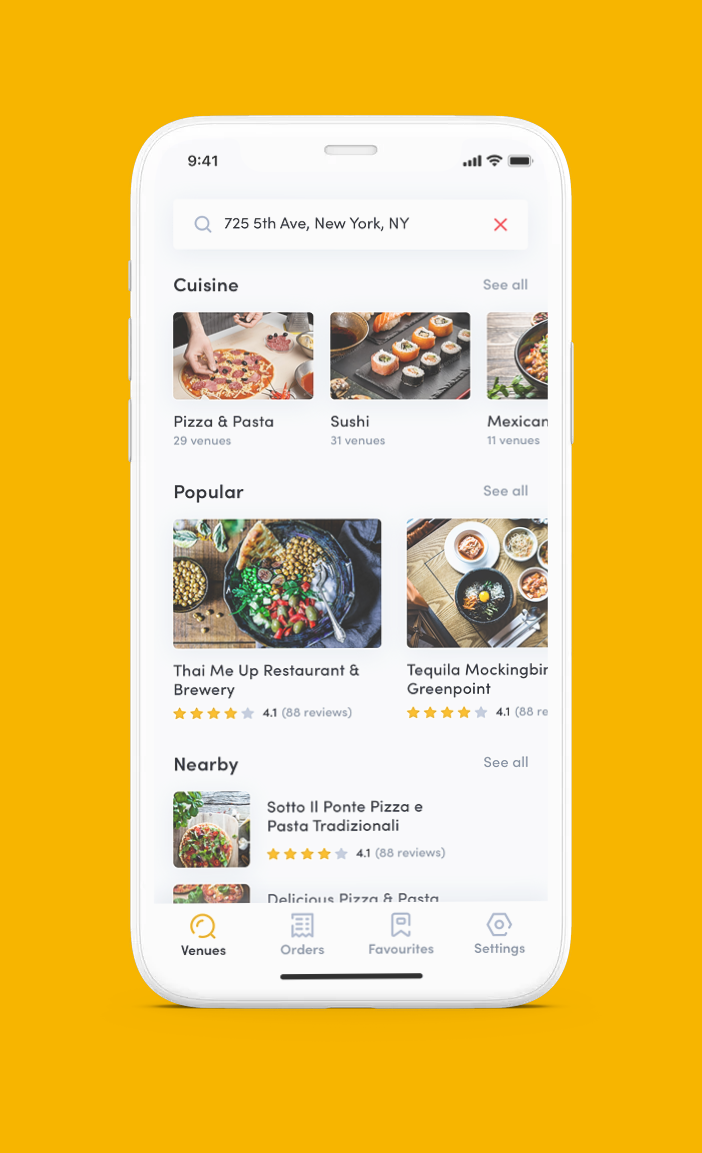 9:41
725 5th Ave, New York, NY
Cuisine See all
Pizza & Pasta Sushi Mexican
29 venues 31 venues 11 venues
Popular See all
Thai Me Up Restaurant & Tequila Mockingbir
Brewery Greenpoint
4.1 (88 reviews) 4.1 (88 re
Nearby See all
Sotto Il Ponte Pizza e
Pasta Tradizionali
4.1 (88 reviews)
Delicious Pizza & Pasta
Venues Orders Favourites Settings